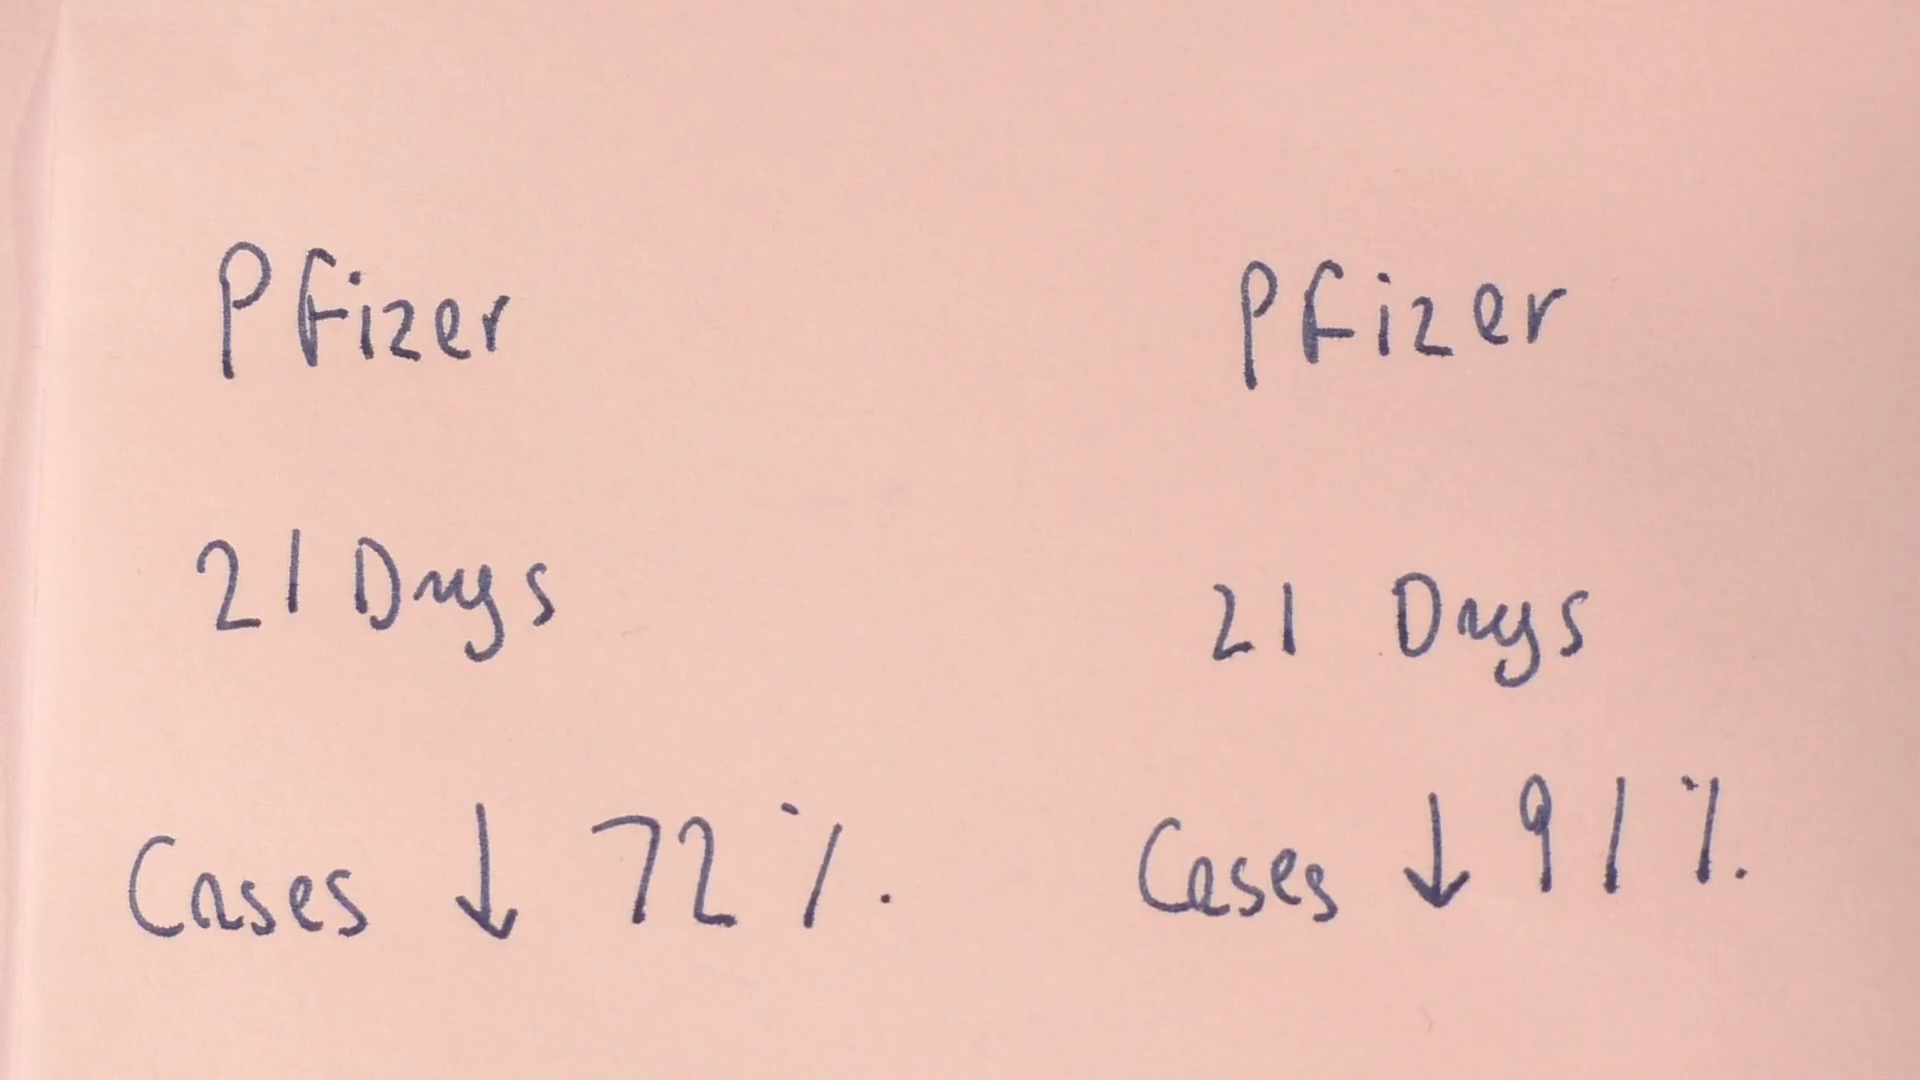 Pfizer Pfizer
21 Days 21 Days
Cases ↓ 72% Cases ↓ 91%